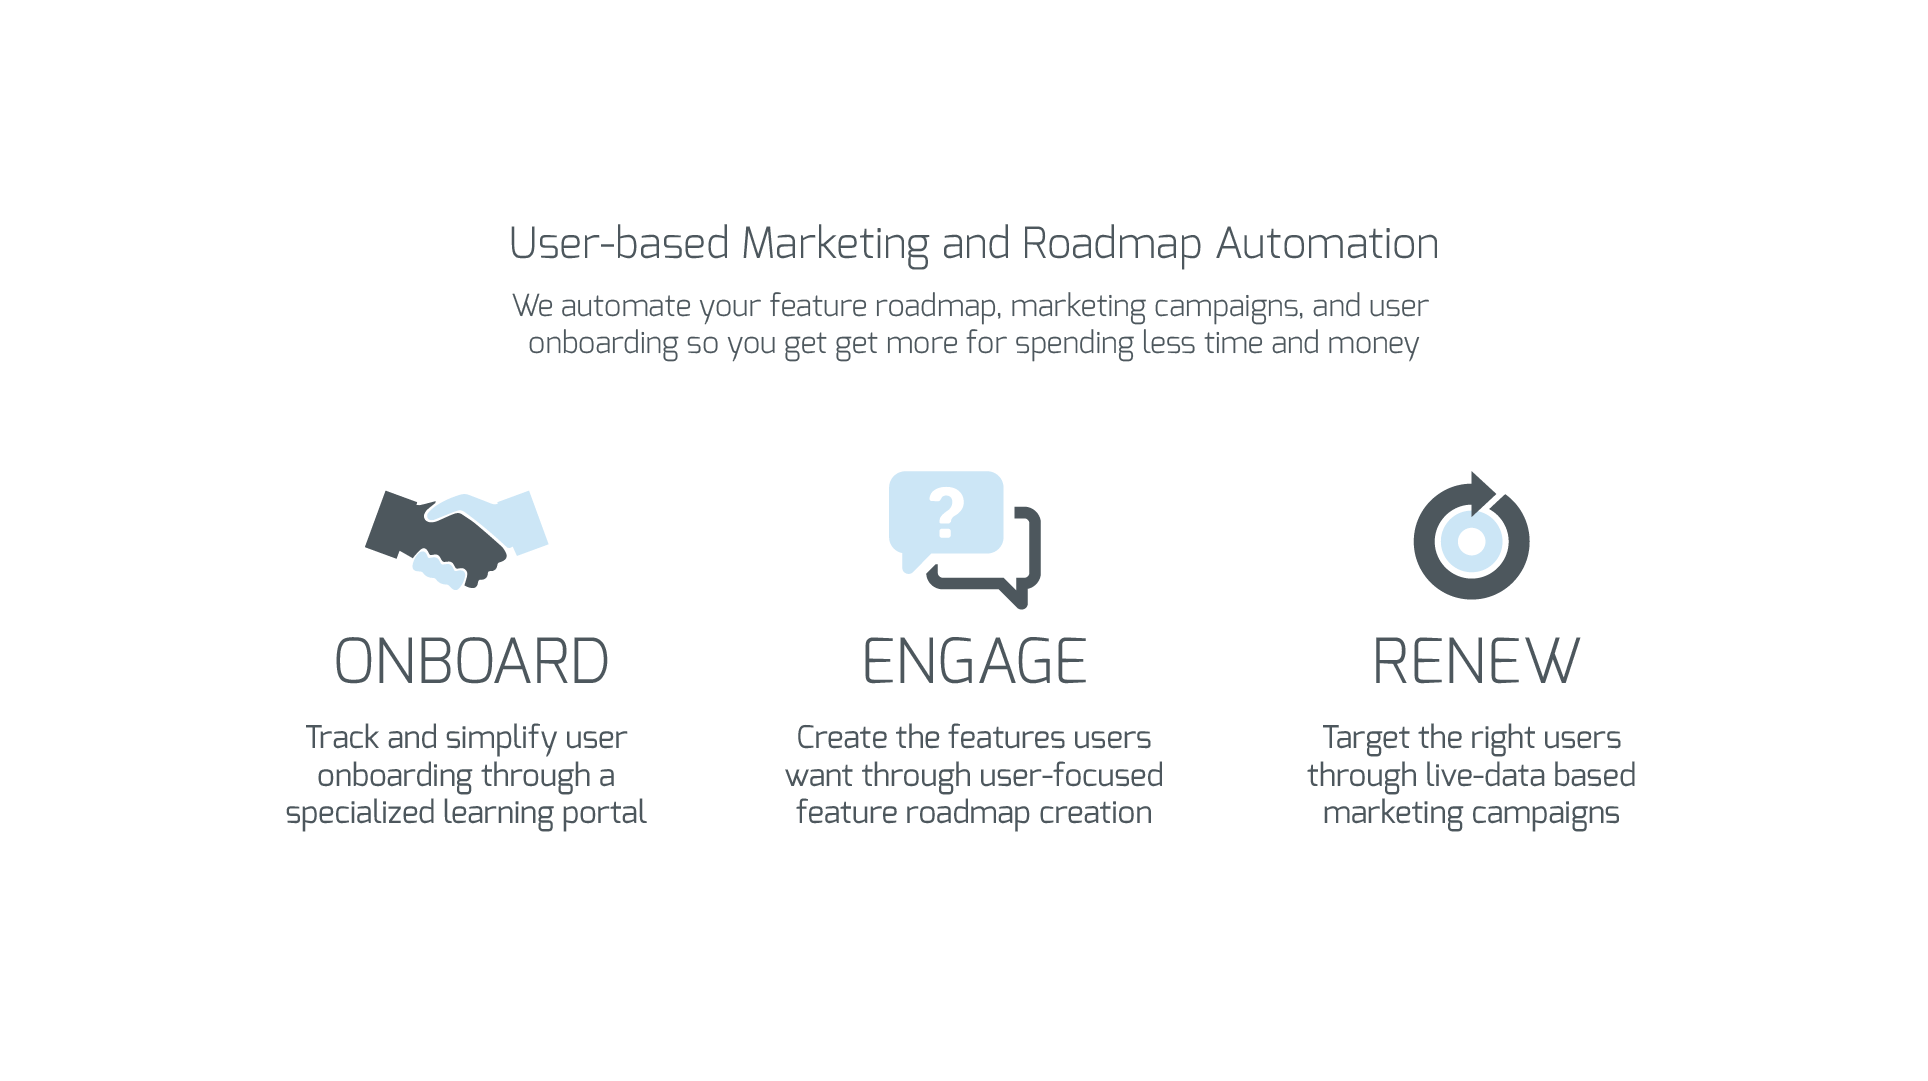 User-based Marketing and Roadmap Automation
We automate your feature roadmap, marketing campaigns, and user
onboarding so you get get more for spending less time and money
?
ONBOARD
Track and simplify user
onboarding through a
specialized learning portal
ENGAGE
Create the features users
want through user-focused
feature roadmap creation
RENEW
Target the right users
through live-data based
marketing campaigns